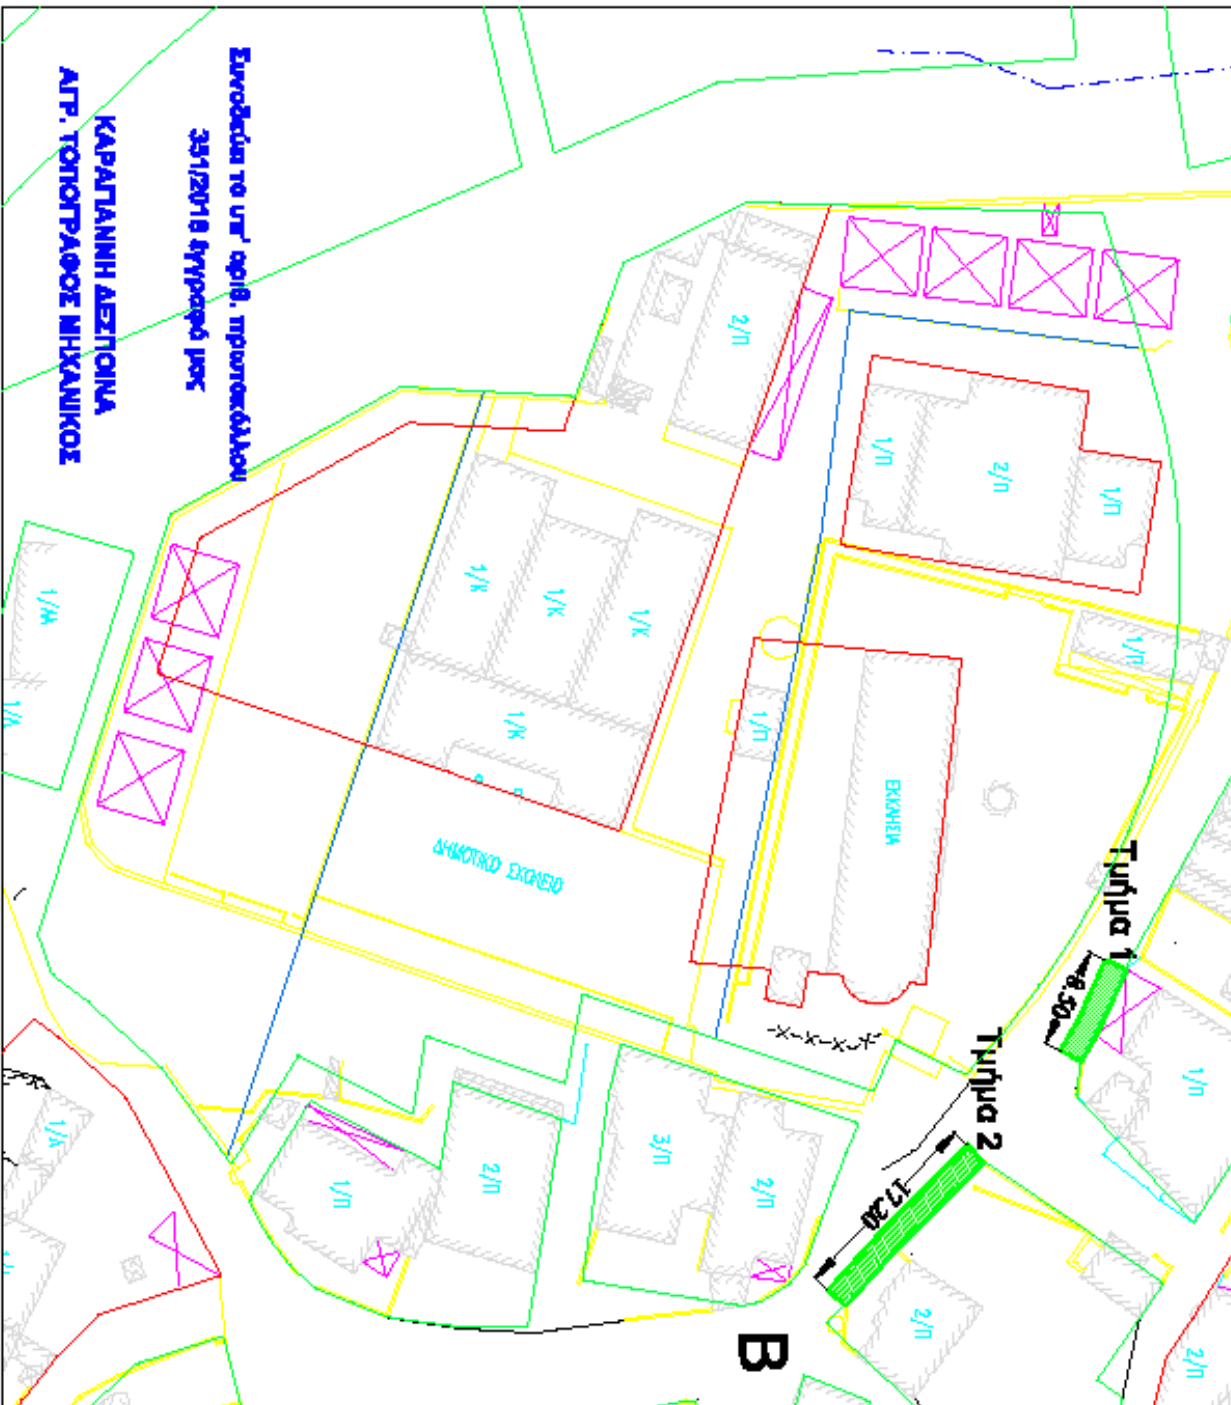 Συνοδεύει το υπ' αριθ. πρωτοκόλλου
351/2018 έγγραφό μας
ΚΑΡΑΓΙΑΝΝΗ ΔΕΣΠΟΙΝΑ
ΑΓΡ. ΤΟΠΟΓΡΑΦΟΣ ΜΗΧΑΝΙΚΟΣ
2/Π
1/Π
2/Π
1/Π
1/Κ
1/Κ
1/Κ
1/Κ
1/Π
1/Π
ΕΚΚΛΗΣΙΑ
ΔΗΜΟΤΙΚΟ ΣΧΟΛΕΙΟ
Τμήμα 1
8.50
Τμήμα 2
17.20
1/Π
3/Π
2/Π
2/Π
1/Π
2/Π
2/Π
1/Λ
Β